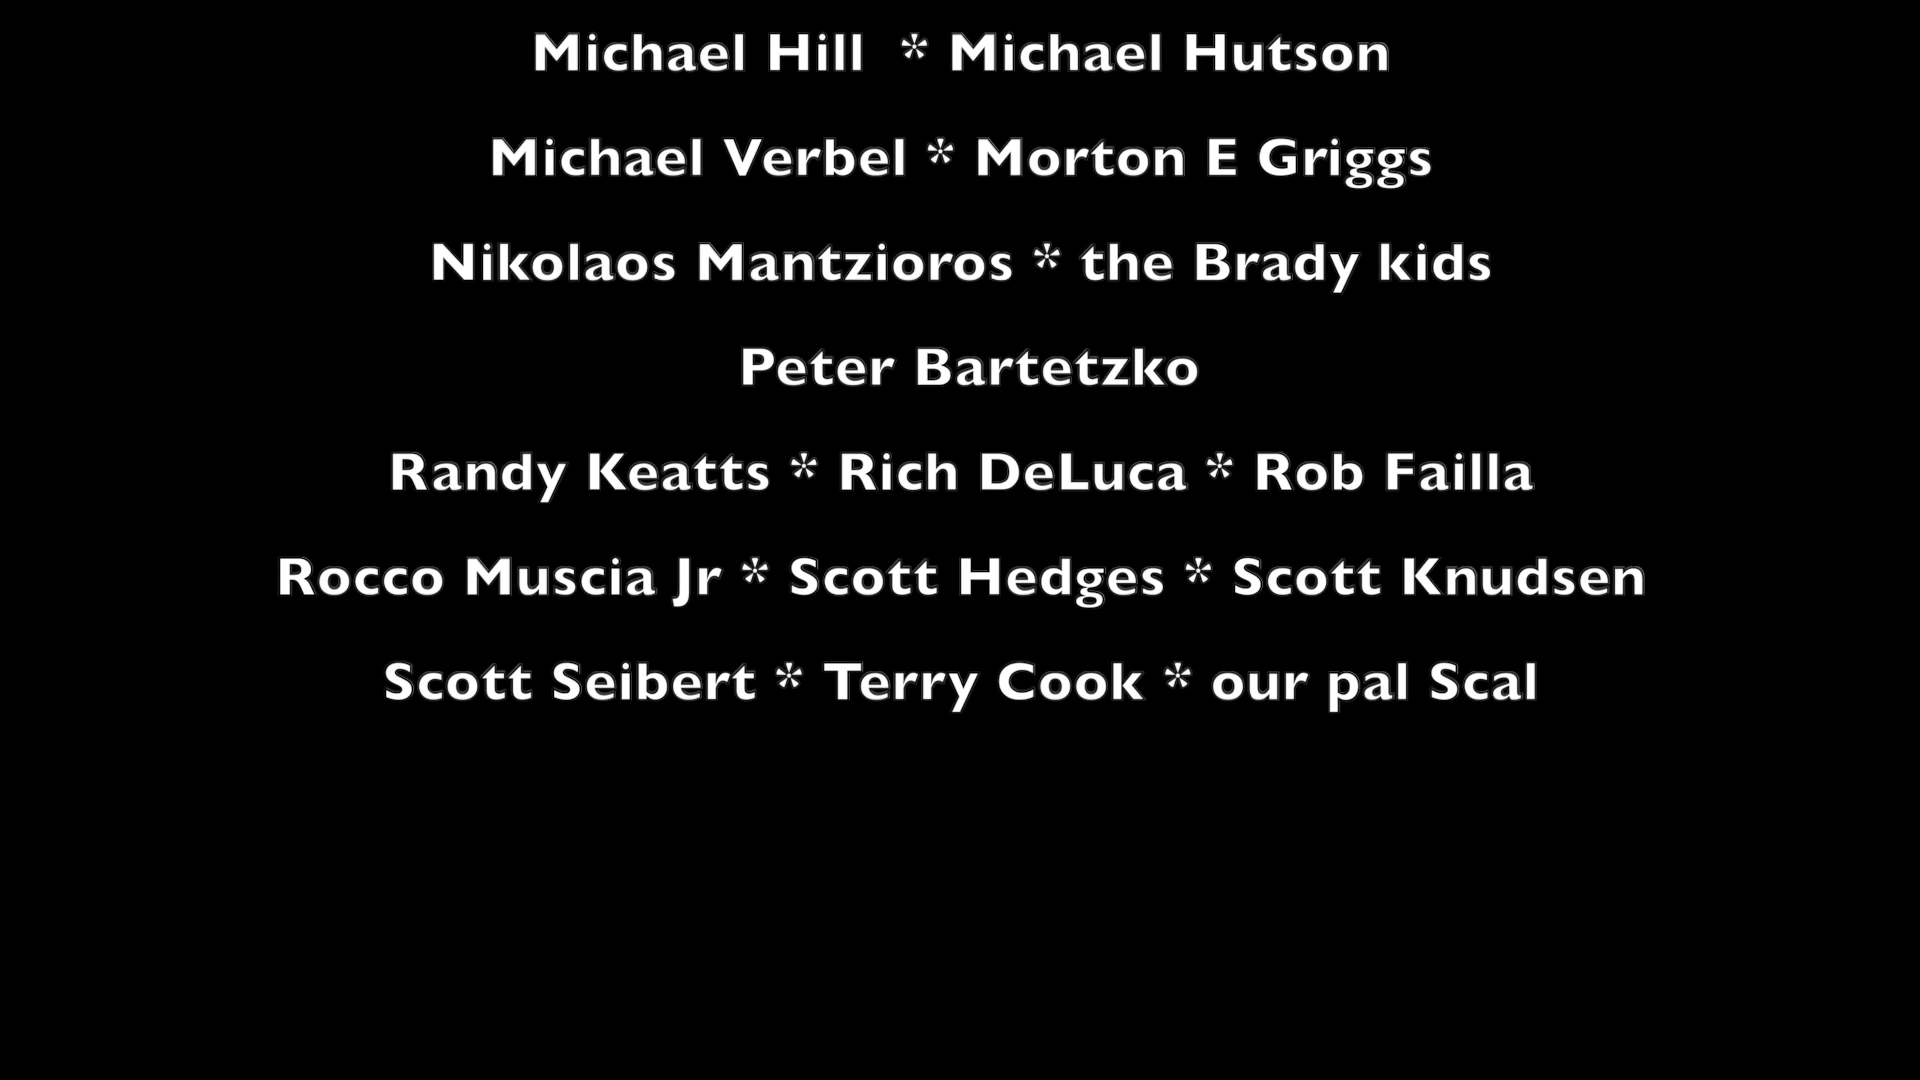 Michael Hill * Michael Hutson
Michael Verbel * Morton E Griggs
Nikolaos Mantzioros * the Brady kids
Peter Bartetzko
Randy Keatts * Rich DeLuca * Rob Failla
Rocco Muscia Jr * Scott Hedges * Scott Knudsen
Scott Seibert * Terry Cook * our pal Scal